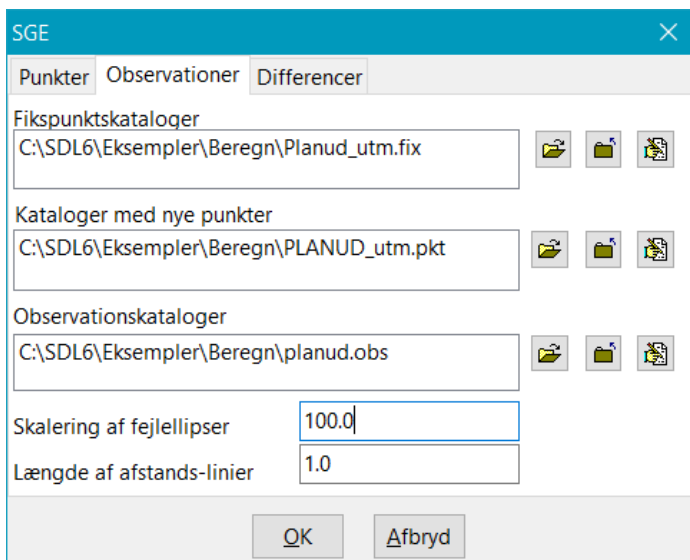 SGE
Punkter Observationer Differencer
Fikspunktskataloger
C:\SDL6\Eksempler\Beregn\Planud_utm.fix
Kataloger med nye punkter
C:\SDL6\Eksempler\Beregn\PLANUD_utm.pkt
Observationskataloger
C:\SDL6\Eksempler\Beregn\planud.obs
Skalering af fejlellipser 100.0
Længde af afstands-linier 1.0
OK Afbryd